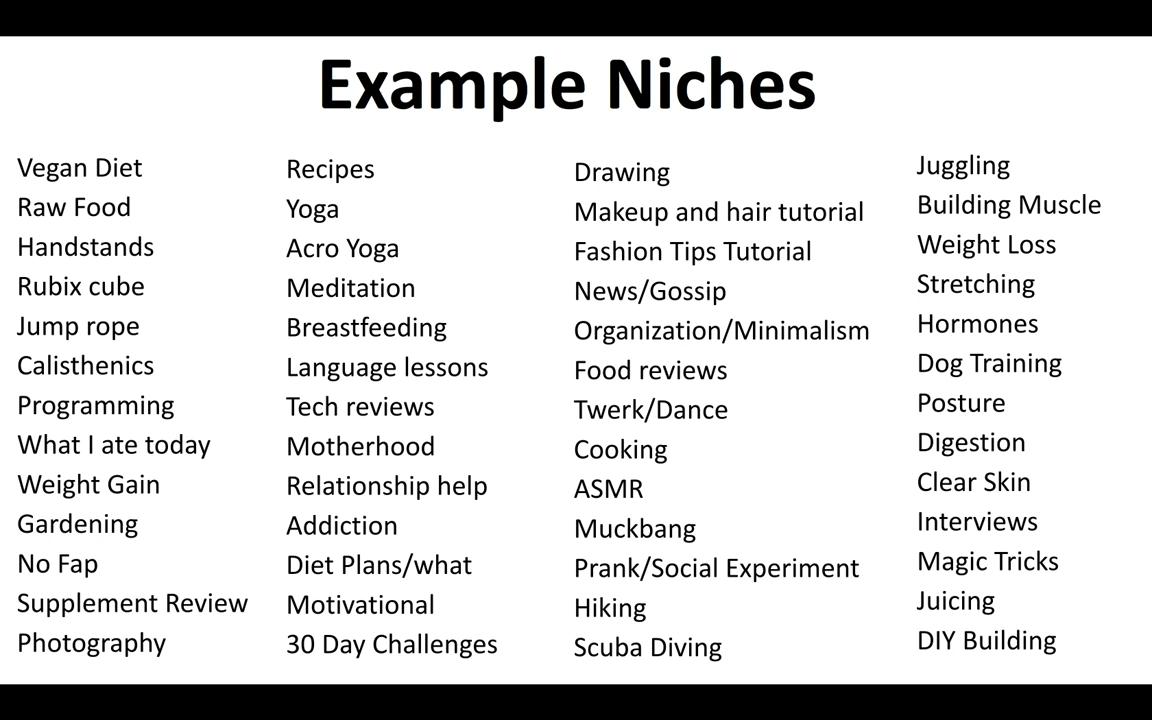 Example Niches
Vegan Diet
Raw Food
Handstands
Rubix cube
Jump rope
Calisthenics
Programming
What I ate today
Weight Gain
Gardening
No Fap
Supplement Review
Photography
Recipes
Yoga
Acro Yoga
Meditation
Breastfeeding
Language lessons
Tech reviews
Motherhood
Relationship help
Addiction
Diet Plans/what
Motivational
30 Day Challenges
Drawing
Makeup and hair tutorial
Fashion Tips Tutorial
News/Gossip
Organization/Minimalism
Food reviews
Twerk/Dance
Cooking
ASMR
Muckbang
Prank/Social Experiment
Hiking
Scuba Diving
Juggling
Building Muscle
Weight Loss
Stretching
Hormones
Dog Training
Posture
Digestion
Clear Skin
Interviews
Magic Tricks
Juicing
DIY Building